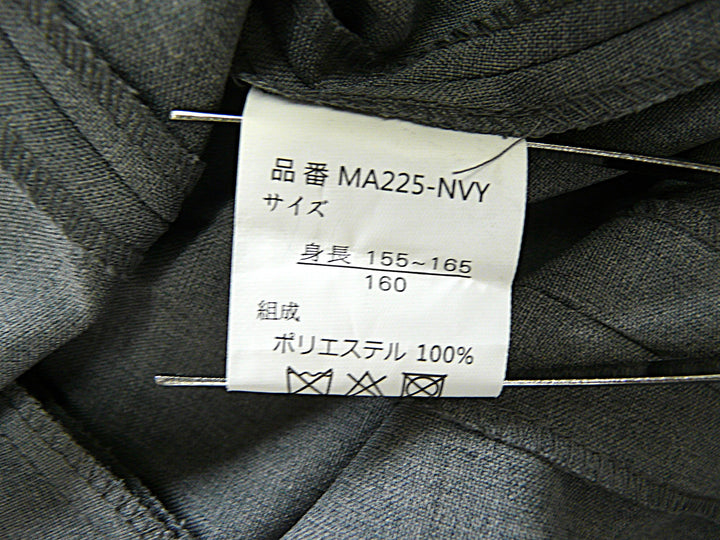 品番 MA225-NVY
サイズ
身長 155~165
160
組成
ポリエステル 100%